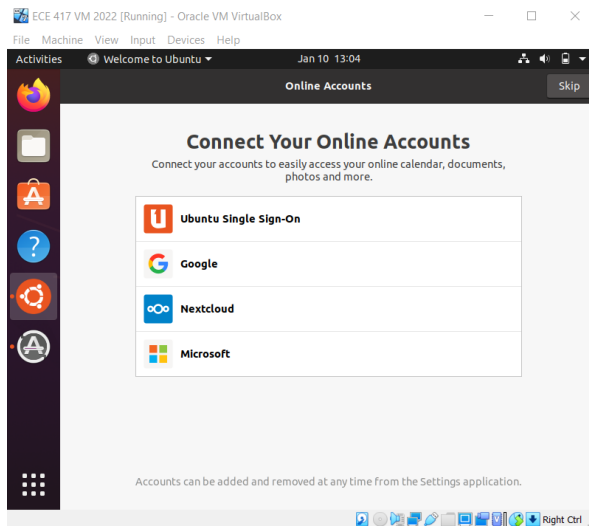 ECE 417 VM 2022 [Running] - Oracle VM VirtualBox
File Machine View Input Devices Help
Activities Welcome to Ubuntu Jan 10 13:04
Online Accounts Skip
Connect Your Online Accounts
Connect your accounts to easily access your online calendar, documents,
photos and more.
Ubuntu Single Sign-On
Google
Nextcloud
Microsoft
Accounts can be added and removed at any time from the Settings application.
Right Ctrl